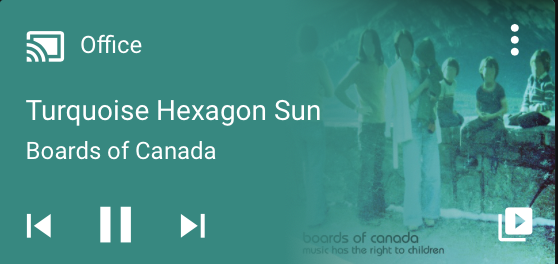 Office
Turquoise Hexagon Sun
Boards of Canada
boards of canada
music has the right to children